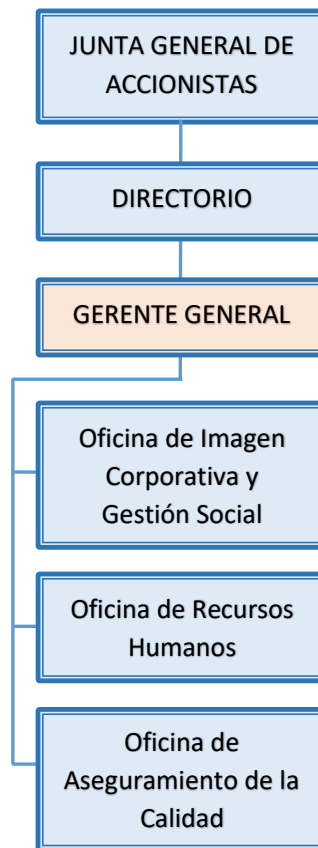 JUNTA GENERAL DE
ACCIONISTAS
DIRECTORIO
GERENTE GENERAL
Oficina de Imagen
Corporativa y
Gestión Social
Oficina de Recursos
Humanos
Oficina de
Aseguramiento de la
Calidad